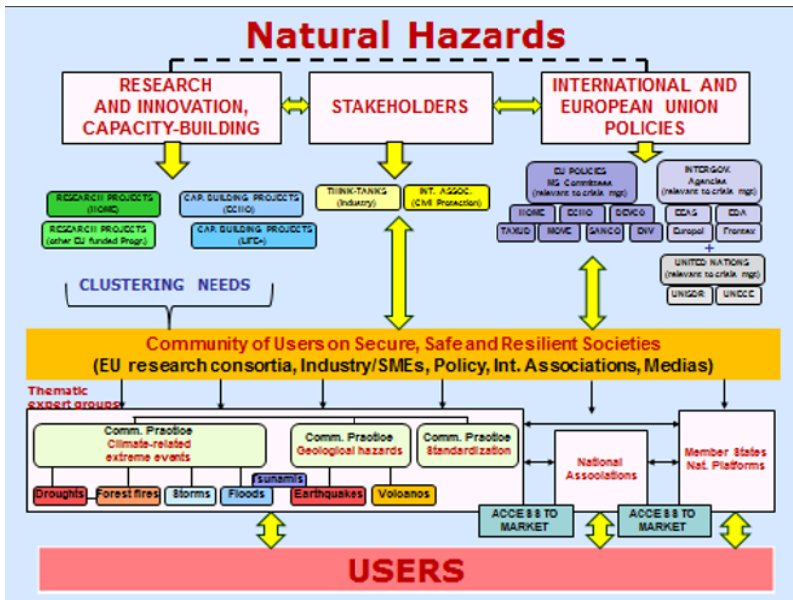 Natural Hazards
RESEARCH
AND INNOVATION,
CAPACITY-BUILDING
STAKEHOLDERS
INTERNATIONAL AND
EUROPEAN UNION
POLICIES
RESEARCH PROJECTS
(HOME)
CAP. BUILDING PROJECTS
(ECHO)
RESEARCH PROJECTS
(other EU funded Progr.)
CAP. BUILDING PROJECTS
(LIFE+)
THINK-TANKS
(Industry)
INT. ASSOC.
(Civil Protection)
EU POLICIES
MS Committees
(relevant to crisis mgt)
HOME ECHO DEVCO
TAXUD MOVE SANCO
INTERGOV.
Agencies
(relevant to crisis mgt)
EEAS EDA
Europol Frontex
+
UNITED NATIONS
(relevant to crisis mgt)
UNISDR UNECE
CLUSTERING NEEDS
Community of Users on Secure, Safe and Resilient Societies
(EU research consortia, Industry/SMEs, Policy, Int. Associations, Medias)
Thematic
expert groups
Comm. Practice
Climate-related
extreme events
Comm. Practice
Geological hazards
Comm. Practice
Standardization
National
Associations
Member States
Nat. Platforms
Tsunamis
Droughts Forest fires Storms Floods Earthquakes Volcanos
ACCESS TO
MARKET
ACCESS TO
MARKET
USERS